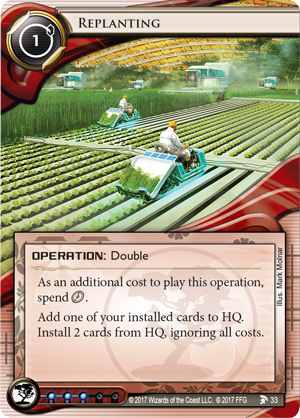 1
REPLANTING
OPERATION: Double
As an additional cost to play this operation,
spend .
Add one of your installed cards to HQ.
Install 2 cards from HQ, ignoring all costs.
Illus. Mark Molnar
© 2017 Wizards of the Coast LLC. © 2017 FFG
33